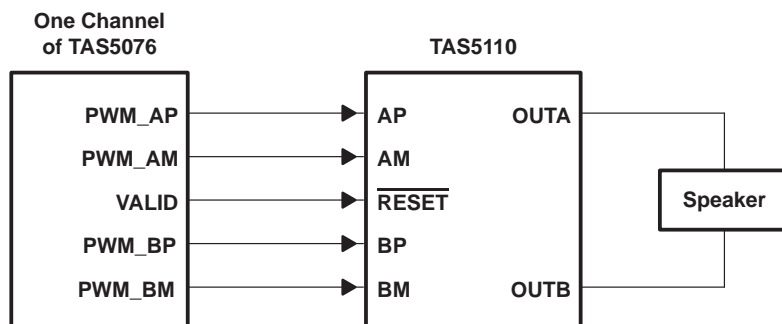 One Channel
of TAS5076
TAS5110
PWM_AP
AP
OUTA
PWM_AM
AM
VALID
RESET
Speaker
PWM_BP
BP
PWM_BM
BM
OUTB